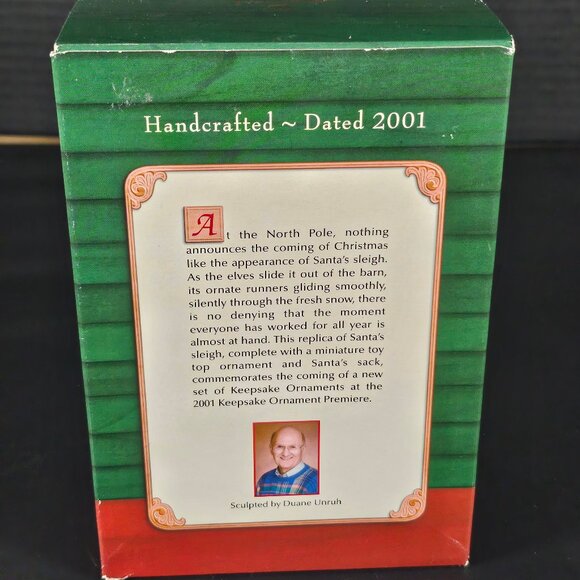 Handcrafted ~ Dated 2001
At the North Pole, nothing
announces the coming of Christmas
like the appearance of Santa's sleigh.
As the elves slide it out of the barn,
its ornate runners gliding smoothly,
silently through the fresh snow, there
is no denying that the moment
everyone has worked for all year is
almost at hand. This replica of Santa's
sleigh, complete with a miniature toy
top ornament and Santa's sack,
commemorates the coming of a new
set of Keepsake Ornaments at the
2001 Keepsake Ornament Premiere.
Sculpted by Duane Unruh